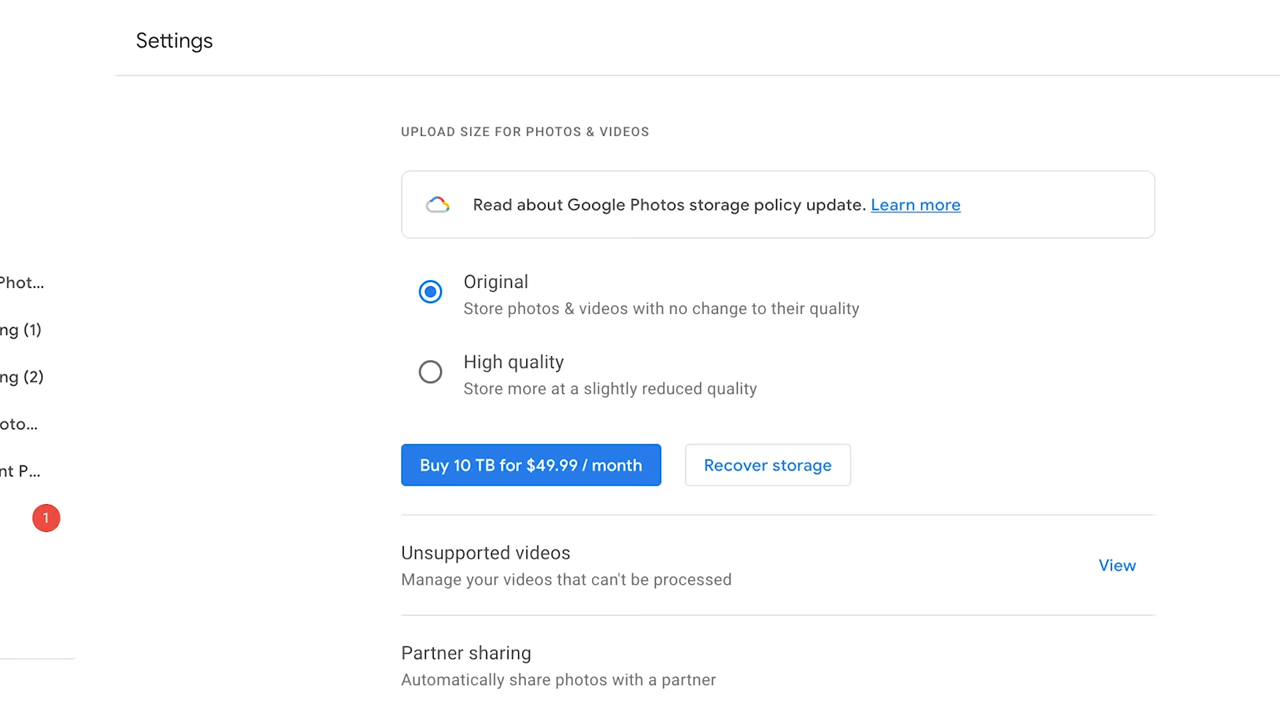 Settings
UPLOAD SIZE FOR PHOTOS & VIDEOS
Read about Google Photos storage policy update. Learn more
Original
Store photos & videos with no change to their quality
High quality
Store more at a slightly reduced quality
Buy 10 TB for $49.99 / month
Recover storage
Unsupported videos
Manage your videos that can't be processed
View
Partner sharing
Automatically share photos with a partner
Phot...
ng (1)
ng (2)
oto...
nt P...
1